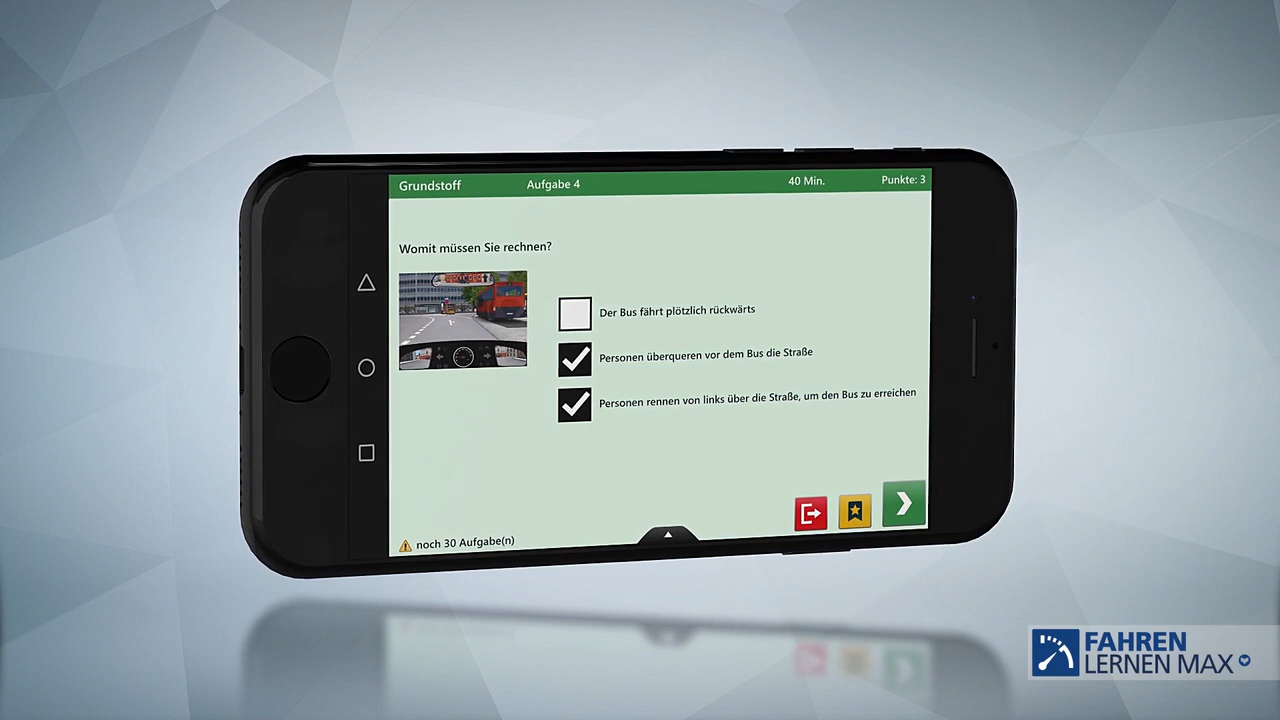 Grundstoff
Aufgabe 4
40 Min.
Punkte: 3
Womit müssen Sie rechnen?
Der Bus fährt plötzlich rückwärts
Personen überqueren vor dem Bus die Straße
Personen rennen von links über die Straße, um den Bus zu erreichen
noch 30 Aufgabe(n)
FAHREN
LERNEN MAX